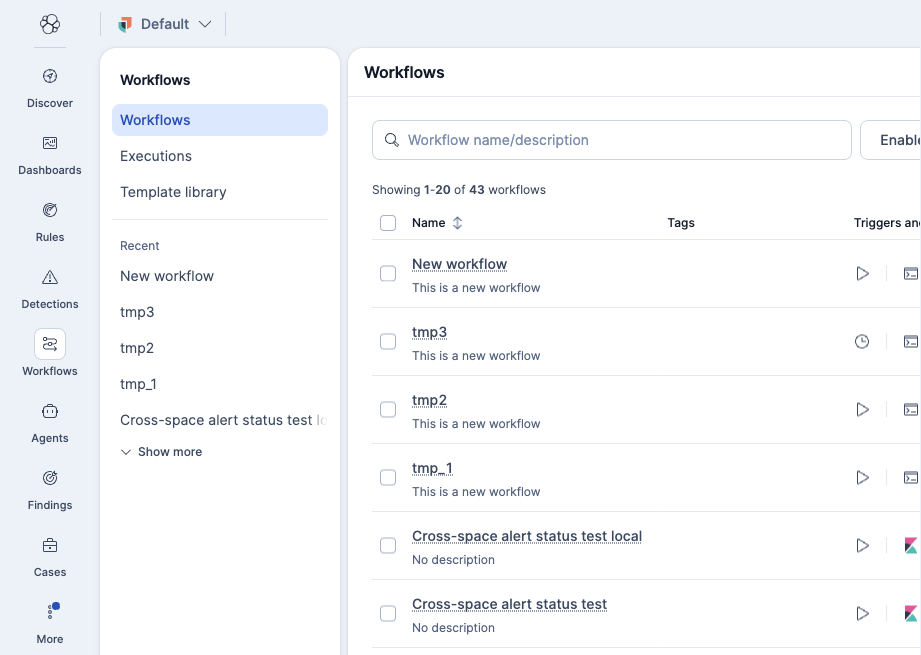 Default
Discover
Dashboards
Rules
Detections
Workflows
Agents
Findings
Cases
More
Workflows
Workflows
Executions
Template library
Recent
New workflow
tmp3
tmp2
tmp_1
Cross-space alert status test lo
Show more
Workflows
Workflow name/description
Enable
Showing 1-20 of 43 workflows
Name Tags Triggers and
New workflow
This is a new workflow
tmp3
This is a new workflow
tmp2
This is a new workflow
tmp_1
This is a new workflow
Cross-space alert status test local
No description
Cross-space alert status test
No description